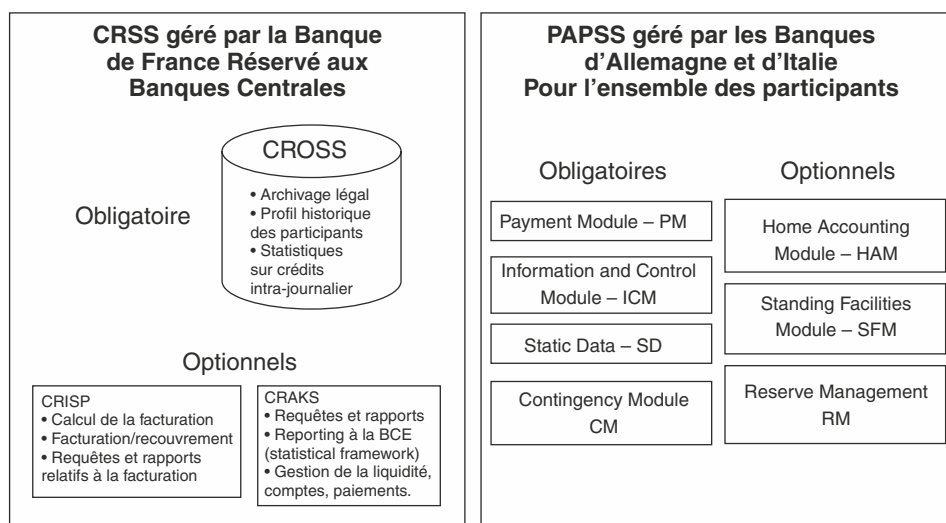 CRSS géré par la Banque
de France Réservé aux
Banques Centrales
CROSS
Obligatoire
• Archivage légal
• Profil historique
des participants
• Statistiques
sur crédits
intra-journalier
Optionnels
CRISP
• Calcul de la facturation
• Facturation/recouvrement
• Requêtes et rapports
relatifs à la facturation
CRAKS
• Requêtes et rapports
• Reporting à la BCE
(statistical framework)
• Gestion de la liquidité,
comptes, paiements.
PAPSS géré par les Banques
d’Allemagne et d’Italie
Pour l’ensemble des participants
Obligatoires
Payment Module – PM
Information and Control
Module – ICM
Static Data – SD
Contingency Module
CM
Optionnels
Home Accounting
Module – HAM
Standing Facilities
Module – SFM
Reserve Management
RM